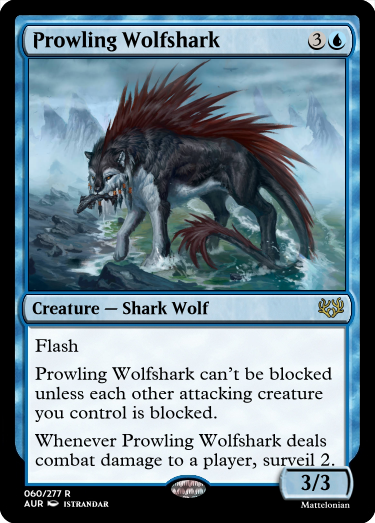 Prowling Wolfshark 3
Creature — Shark Wolf
Flash
Prowling Wolfshark can't be blocked
unless each other attacking creature
you control is blocked.
Whenever Prowling Wolfshark deals
combat damage to a player, surveil 2.
3/3
060/277 R
AUR ISTRANDAR
Mattelonian